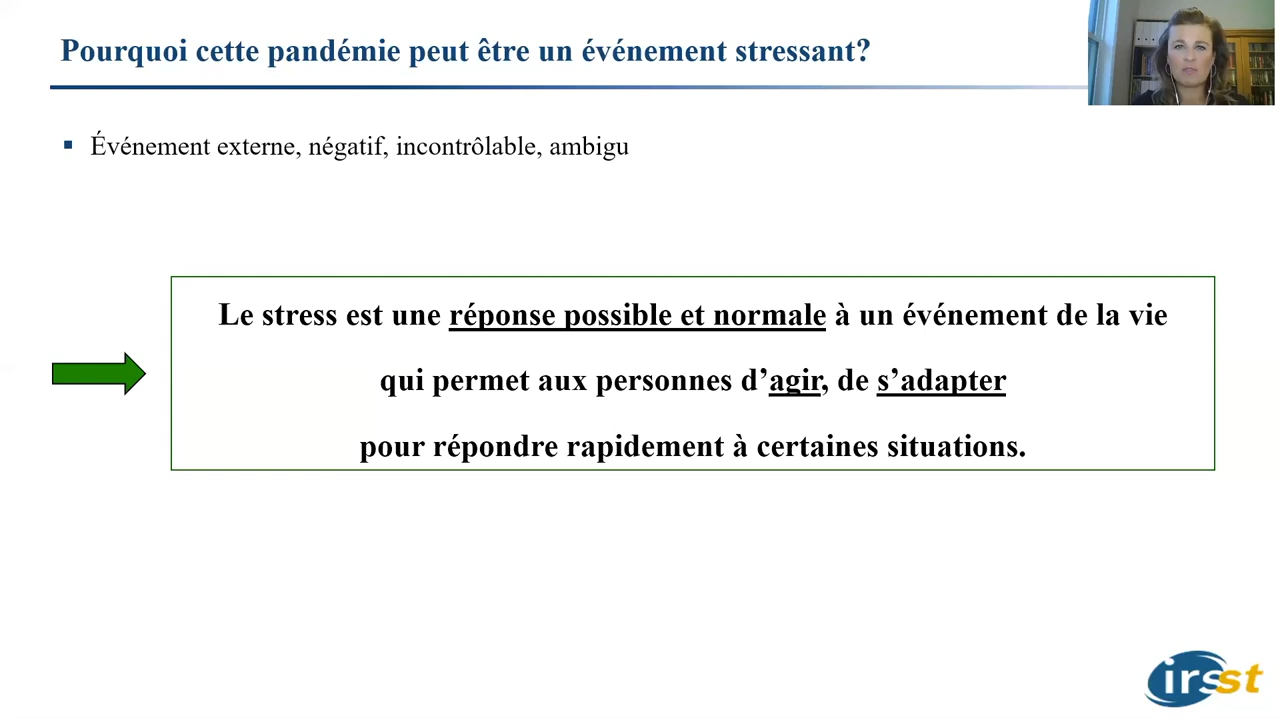 Pourquoi cette pandémie peut être un événement stressant?
Événement externe, négatif, incontrôlable, ambigu
Le stress est une réponse possible et normale à un événement de la vie
qui permet aux personnes d’agir, de s’adapter
pour répondre rapidement à certaines situations.
irsst